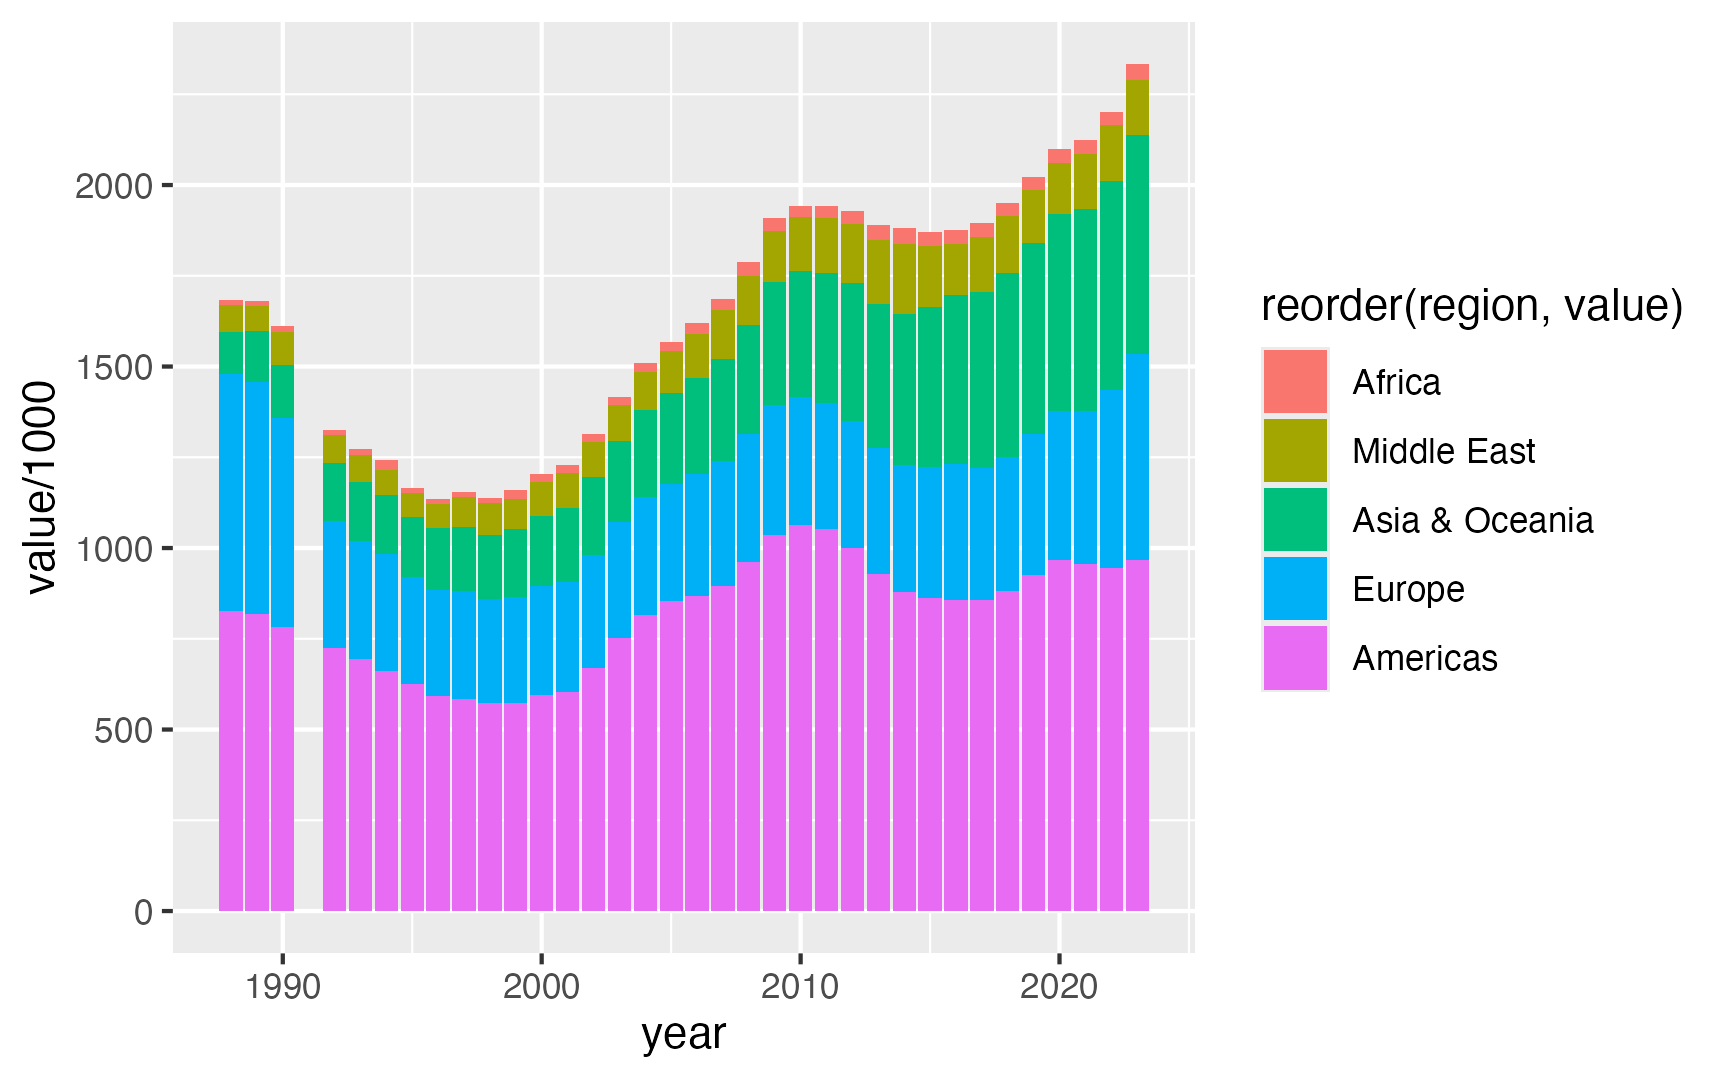 value/1000
2000
1500
1000
500
0
1990
2000
2010
2020
year
reorder(region, value)
Africa
Middle East
Asia & Oceania
Europe
Americas